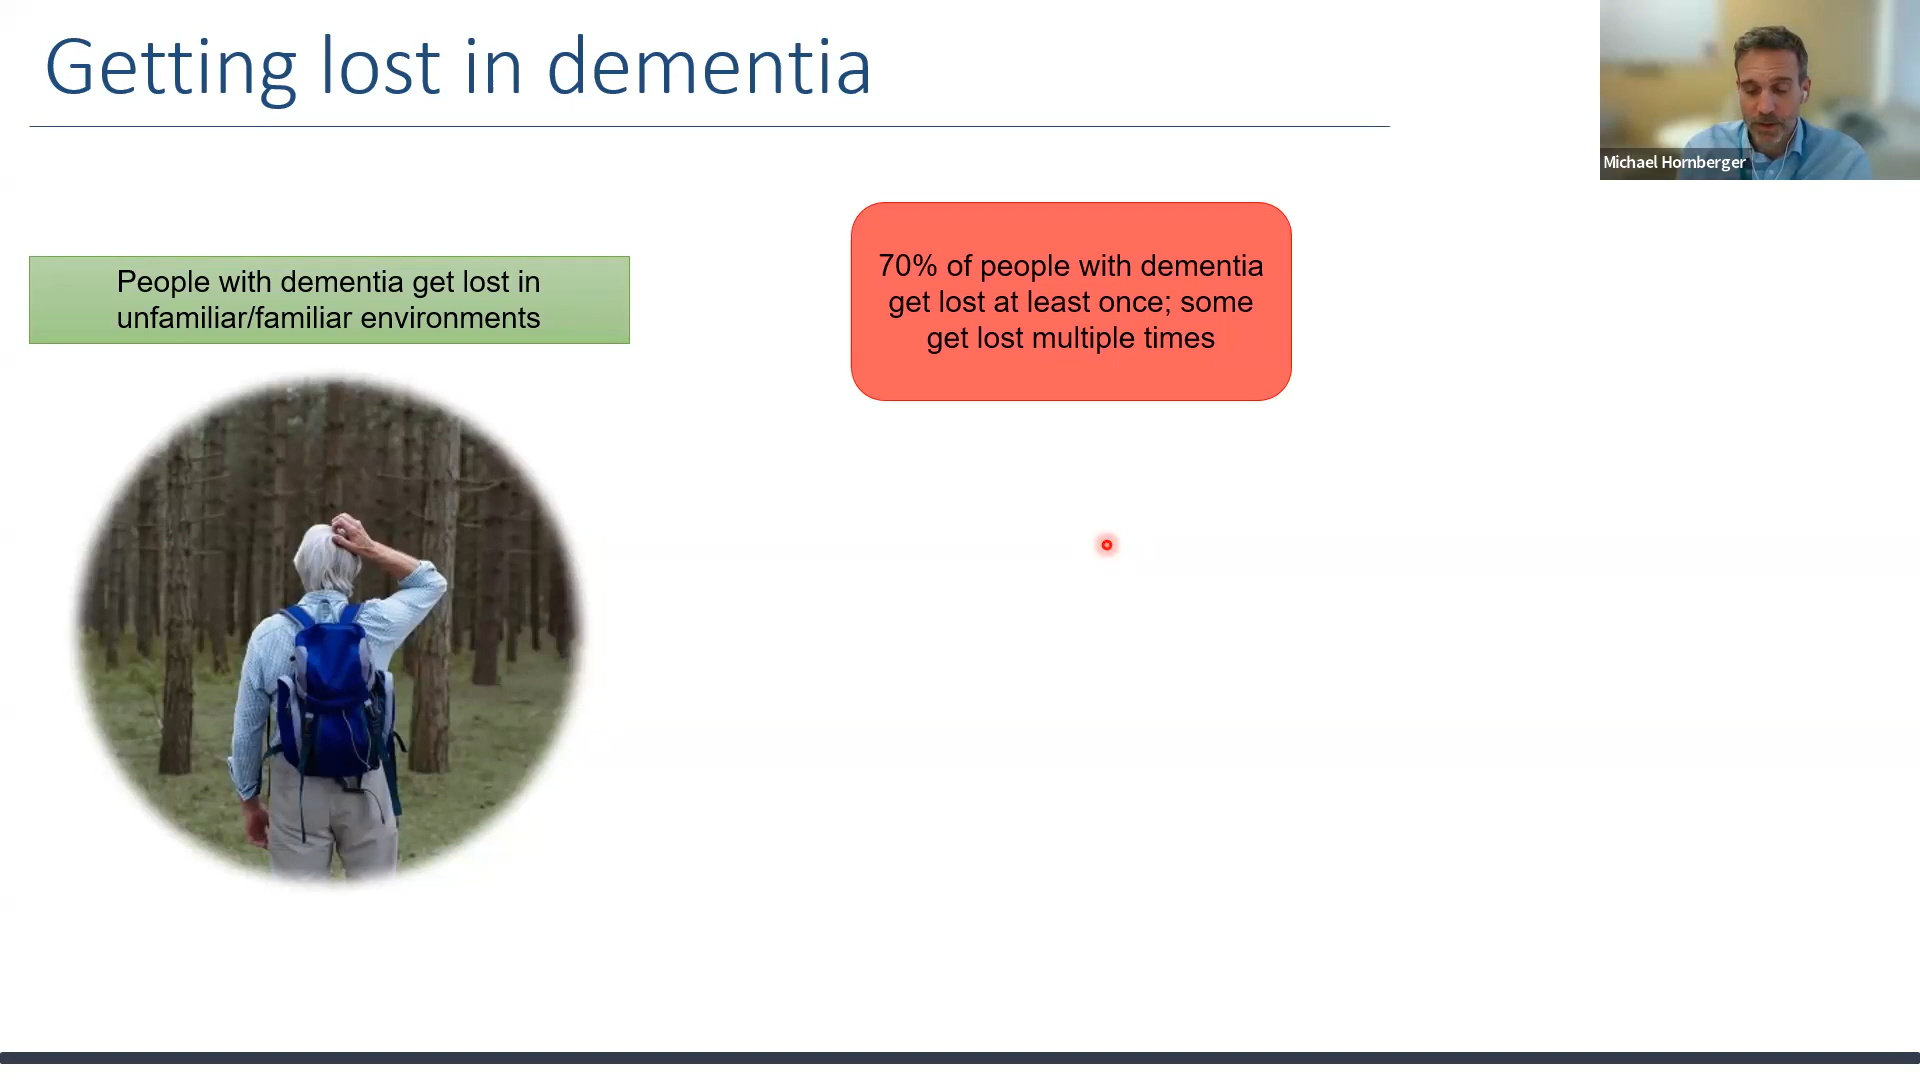 Getting lost in dementia
Michael Hornberger
People with dementia get lost in
unfamiliar/familiar environments
70% of people with dementia
get lost at least once; some
get lost multiple times